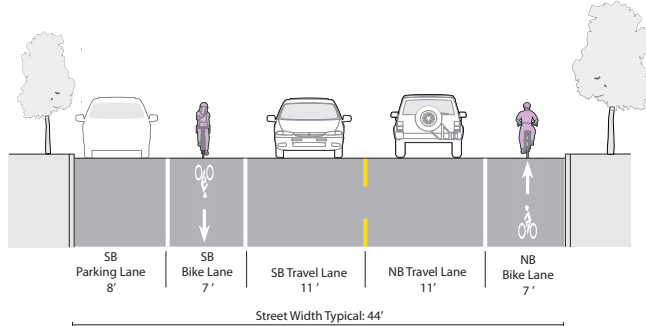 SB
Parking Lane
8’
SB
Bike Lane
7 ’
SB Travel Lane
11 ’
NB Travel Lane
11’
NB
Bike Lane
7 ’
Street Width Typical: 44’